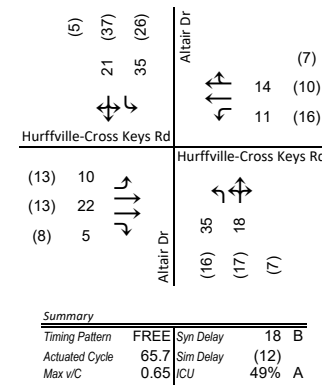 (5) (37) (26)
21 35
Altair Dr
(7)
14 (10)
11 (16)
Hurffville-Cross Keys Rd
Hurffville-Cross Keys Rd
(13) 10
(13) 22
(8) 5
Altair Dr
35 18
(16) (17) (7)
Summary
Timing Pattern FREE Syn Delay 18 B
Actuated Cycle 65.7 Sim Delay (12)
Max v/C 0.65 ICU 49% A